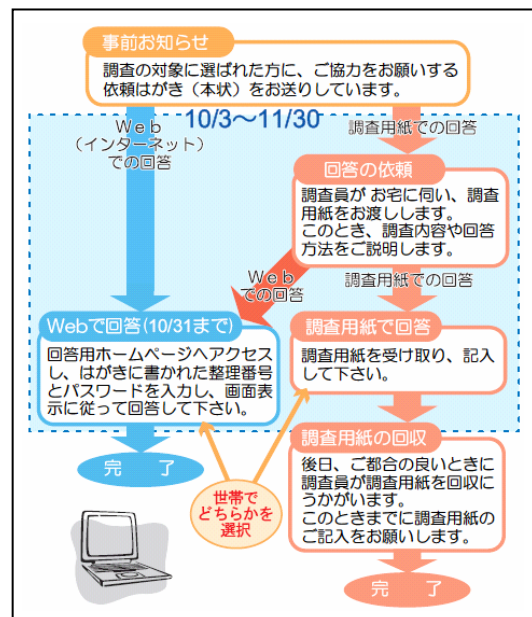 事前お知らせ
調査の対象に選ばれた方に、ご協力をお願いする
依頼はがき（本状）をお送りしています。
10/3～11/30
Ｗｅｂ
（インターネット）
での回答
調査用紙での回答
回答の依頼
調査員が お宅に伺い、調査
用紙をお渡しします。
このとき、調査内容や回答
方法をご説明します。
Ｗｅｂ
での回答
調査用紙での回答
Webで回答(10/31まで)
回答用ホームページへアクセス
し、はがきに書かれた整理番号
とパスワードを入力し、画面表
示に従って回答して下さい。
調査用紙で回答
調査用紙を受け取り、記入
して下さい。
完　了
世帯で
どちらかを
選択
調査用紙の回収
後日、ご都合の良いときに
調査員が調査用紙を回収に
うかがいます。
このときまでに調査用紙の
ご記入をお願いします。
完　了